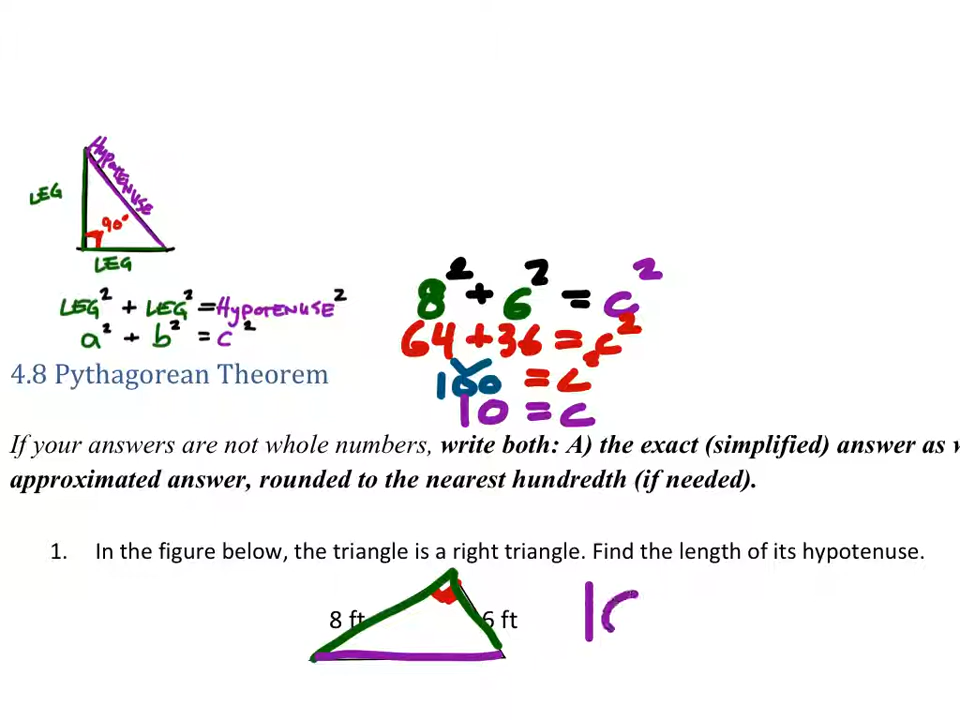 HYPOTENUSE
LEG
90°
LEG
LEG² + LEG² = HYPOTENUSE²
a² + b² = c²
8² + 6² = c²
64 + 36 = c²
100 = c²
10 = c
4.8 Pythagorean Theorem
If your answers are not whole numbers, write both: A) the exact (simplified) answer as
approximated answer, rounded to the nearest hundredth (if needed).
1. In the figure below, the triangle is a right triangle. Find the length of its hypotenuse.
8 ft
6 ft